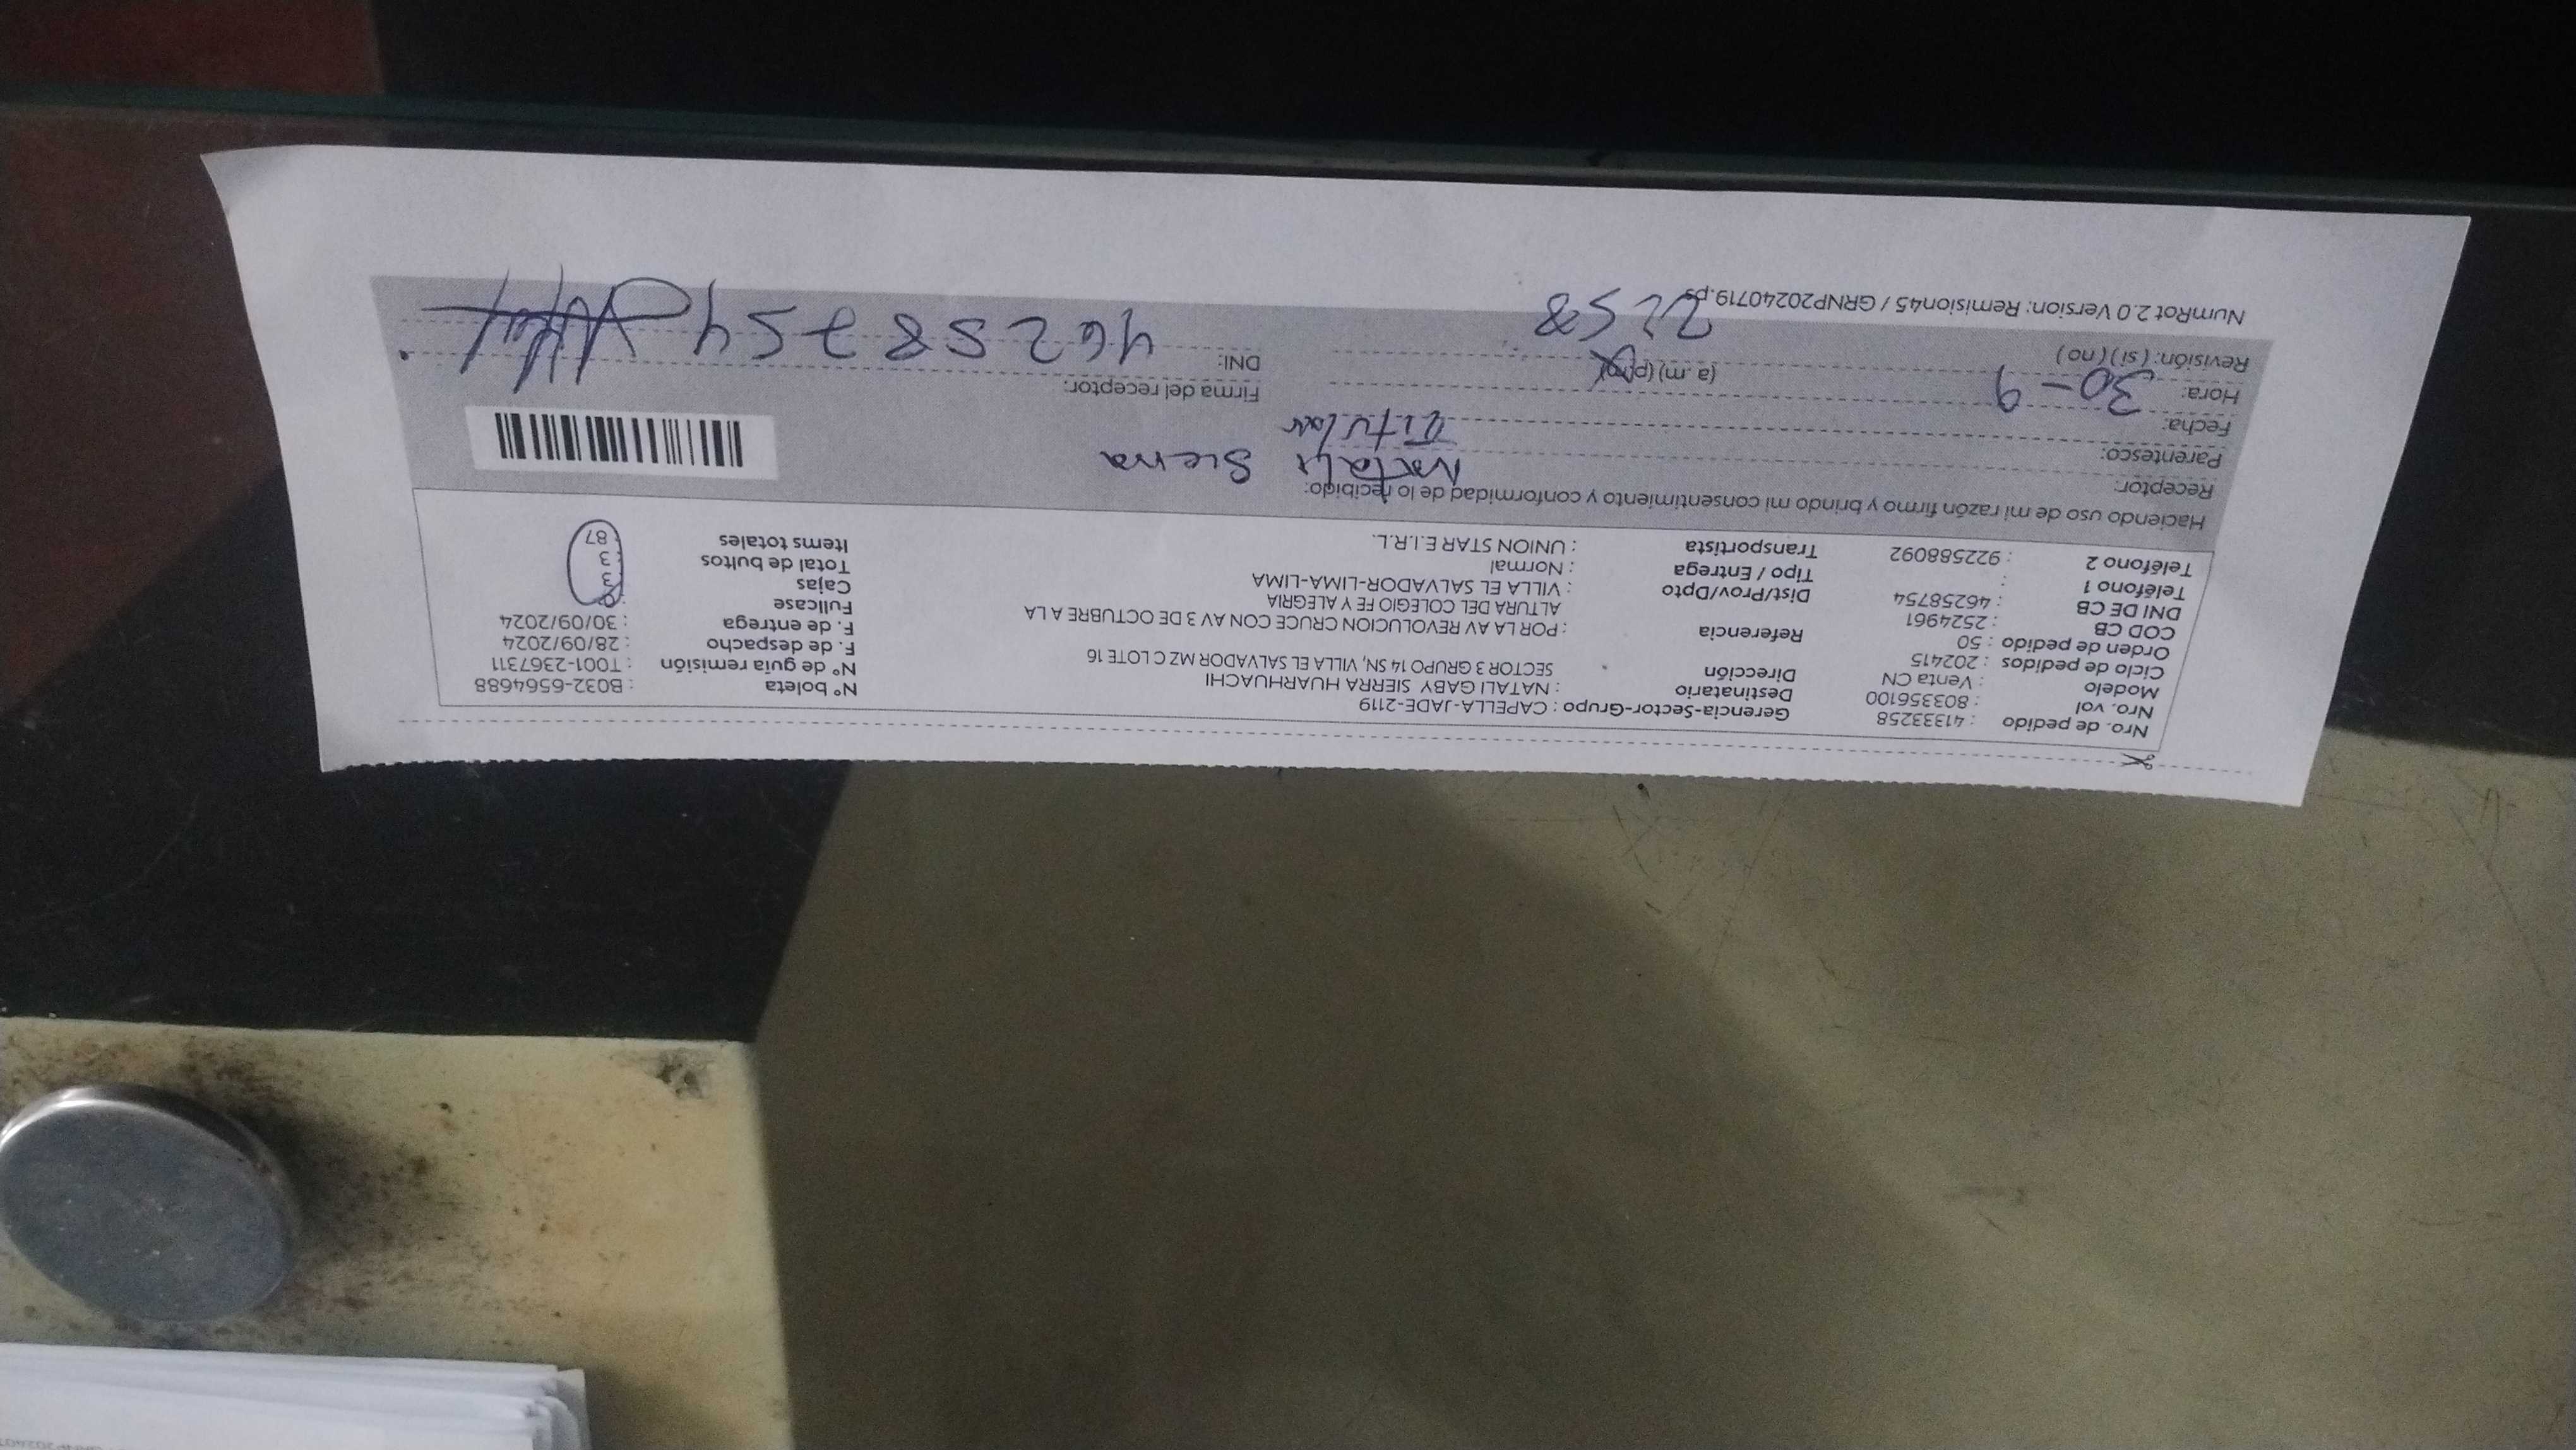 Nro. de pedido : 41333258
Nro. vol : 803356100
Modelo : Venta CN
Ciclo de pedidos : 202415
Orden de pedido : 50
COD CB : 2524961
DNI DE CB : 46258754
Teléfono 1 :
Teléfono 2 : 922588092
Gerencia-Sector-Grupo : CAPELLA-JADE-2119
Destinatario : NATALI GABY SIERRA HUARHUACHI
Dirección SECTOR 3 GRUPO 14 SN, VILLA EL SALVADOR MZ C LOTE 16
Referencia : POR LA AV REVOLUCION CRUCE CON AV 3 DE OCTUBRE A LA
ALTURA DEL COLEGIO FE Y ALEGRIA
Dist/Prov/Dpto : VILLA EL SALVADOR-LIMA-LIMA
Tipo / Entrega : Normal
Transportista : UNION STAR E.I.R.L.
N° boleta : B032-6564688
N° de guía remisión : T001-2367311
F. de despacho : 28/09/2024
F. de entrega : 30/09/2024
Fullcase : 0
Cajas : 3
Total de bultos : 3
Items totales : 87
Haciendo uso de mi razón firmo y brindo mi consentimiento y conformidad de lo recibido:
Receptor: Natali Sierra
Parentesco: Titular
Fecha: 30-9
Hora: (a.m) (p.m)
Revisión: (si) (no) 2258
Firma del receptor:
DNI: 46258754
NumRot 2.0 Version: Remision45 / GRNP20240719.ps